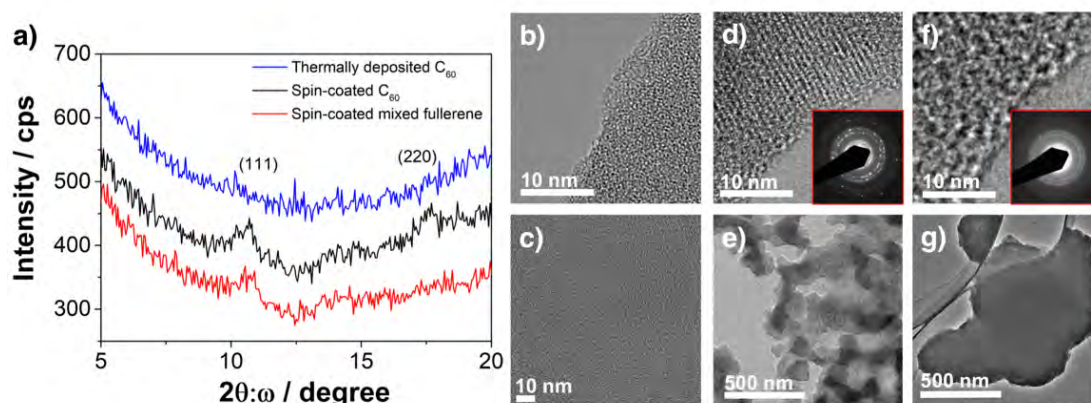 a)
700
600
500
400
300
Intensity / cps
Thermally deposited C₆₀
Spin-coated C₆₀
Spin-coated mixed fullerene
(111)
(220)
5
10
15
20
2θ:ω / degree
b)
10 nm
c)
10 nm
d)
10 nm
e)
500 nm
f)
10 nm
g)
500 nm